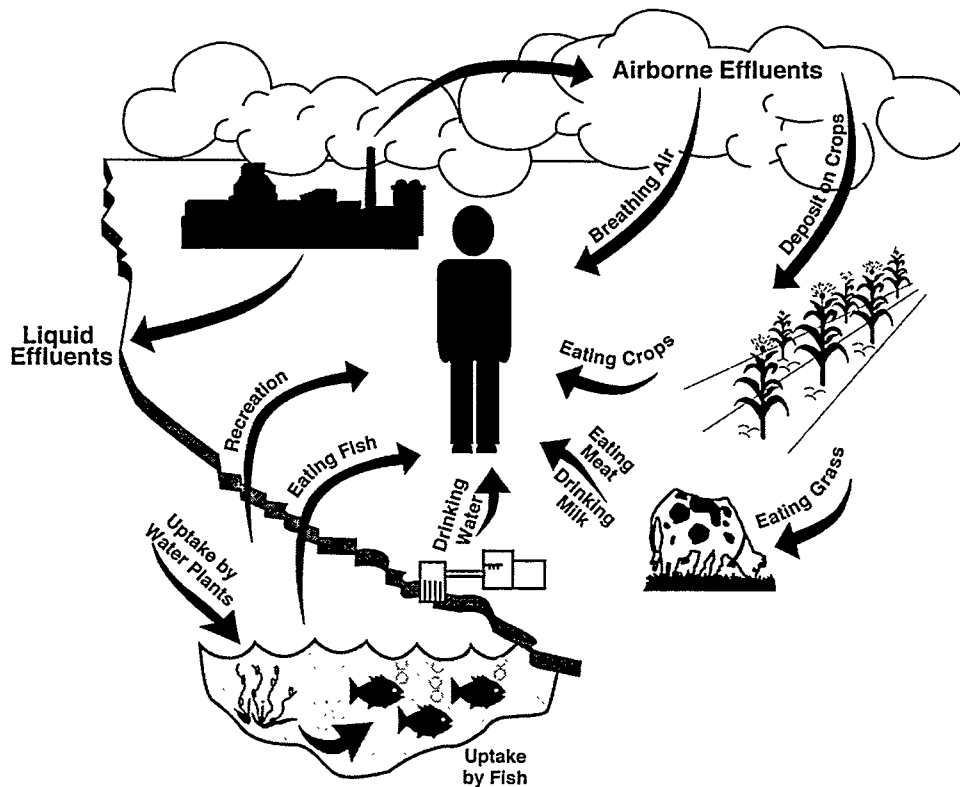 Airborne Effluents
Breathing Air
Deposit on Crops
Liquid
Effluents
Eating Crops
Recreation
Eating Fish
Eating
Meat
Drinking
Milk
Drinking
Water
Eating Grass
Uptake by
Water Plants
Uptake
by Fish